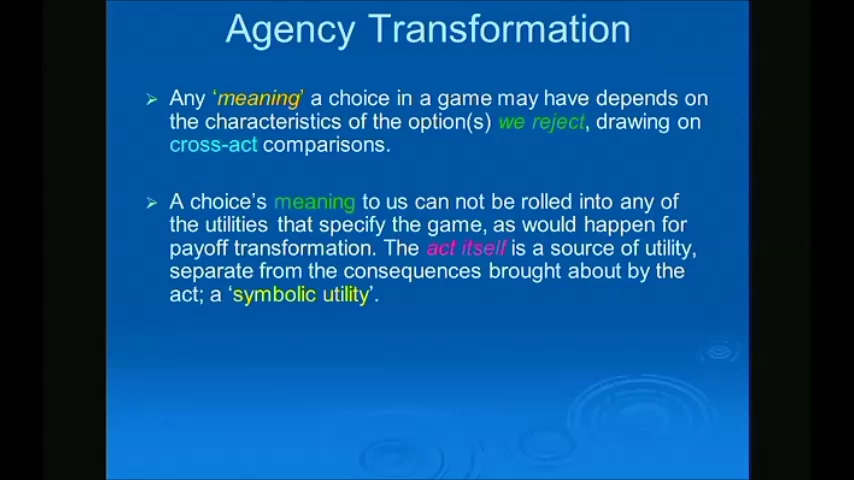 Agency Transformation
Any ‘meaning’ a choice in a game may have depends on
the characteristics of the option(s) we reject, drawing on
cross-act comparisons.
A choice’s meaning to us can not be rolled into any of
the utilities that specify the game, as would happen for
payoff transformation. The act itself is a source of utility,
separate from the consequences brought about by the
act; a ‘symbolic utility’.